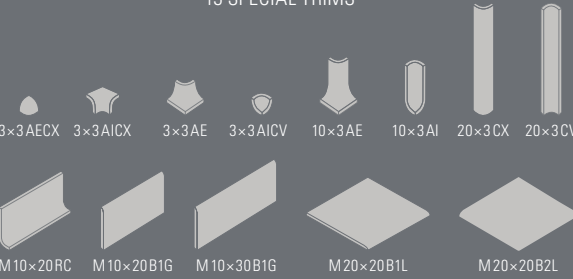 15 SPECIAL TRIMS
3×3AECX 3×3AICX 3×3AE 3×3AICV 10×3AE 10×3AI 20×3CX 20×3CV
M10×20RC M10×20B1G M10×30B1G M20×20B1L M20×20B2L